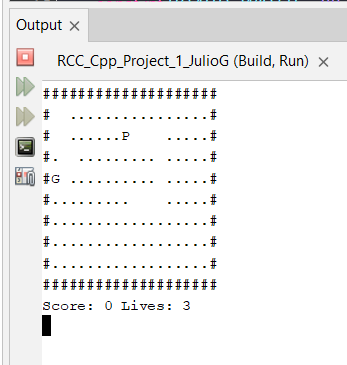 Output
RCC_Cpp_Project_1_JulioG (Build, Run)
####################
#  ................#
#  ......P    .....#
#.  ......... .....#
#G .......... .....#
#.........    .....#
#..................#
#..................#
#..................#
####################
Score: 0 Lives: 3